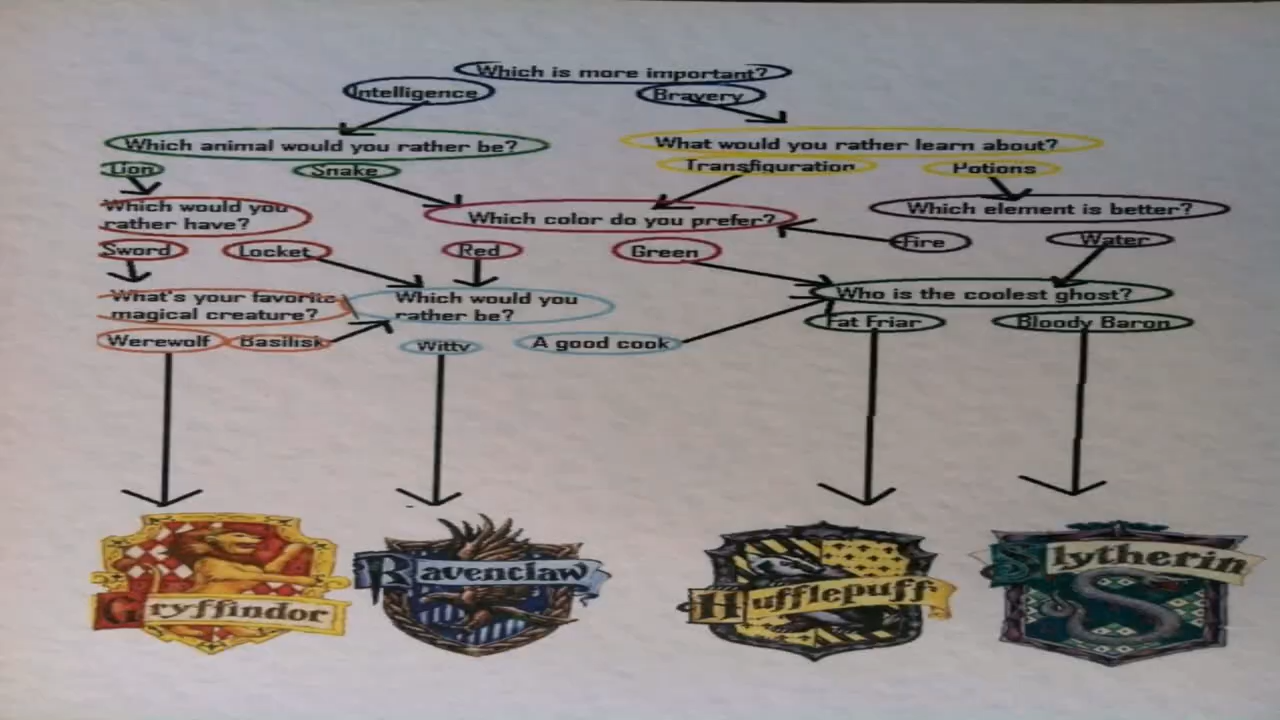 Which is more important?
Intelligence
Bravery
Which animal would you rather be?
What would you rather learn about?
Lion
Snake
Transfiguration
Potions
Which would you
rather have?
Which color do you prefer?
Which element is better?
Sword
Locket
Red
Green
Fire
Water
What's your favorite
magical creature?
Which would you
rather be?
Who is the coolest ghost?
Werewolf
Basilisk
Witty
A good cook
Fat Friar
Bloody Baron
Gryffindor
Ravenclaw
Hufflepuff
Slytherin